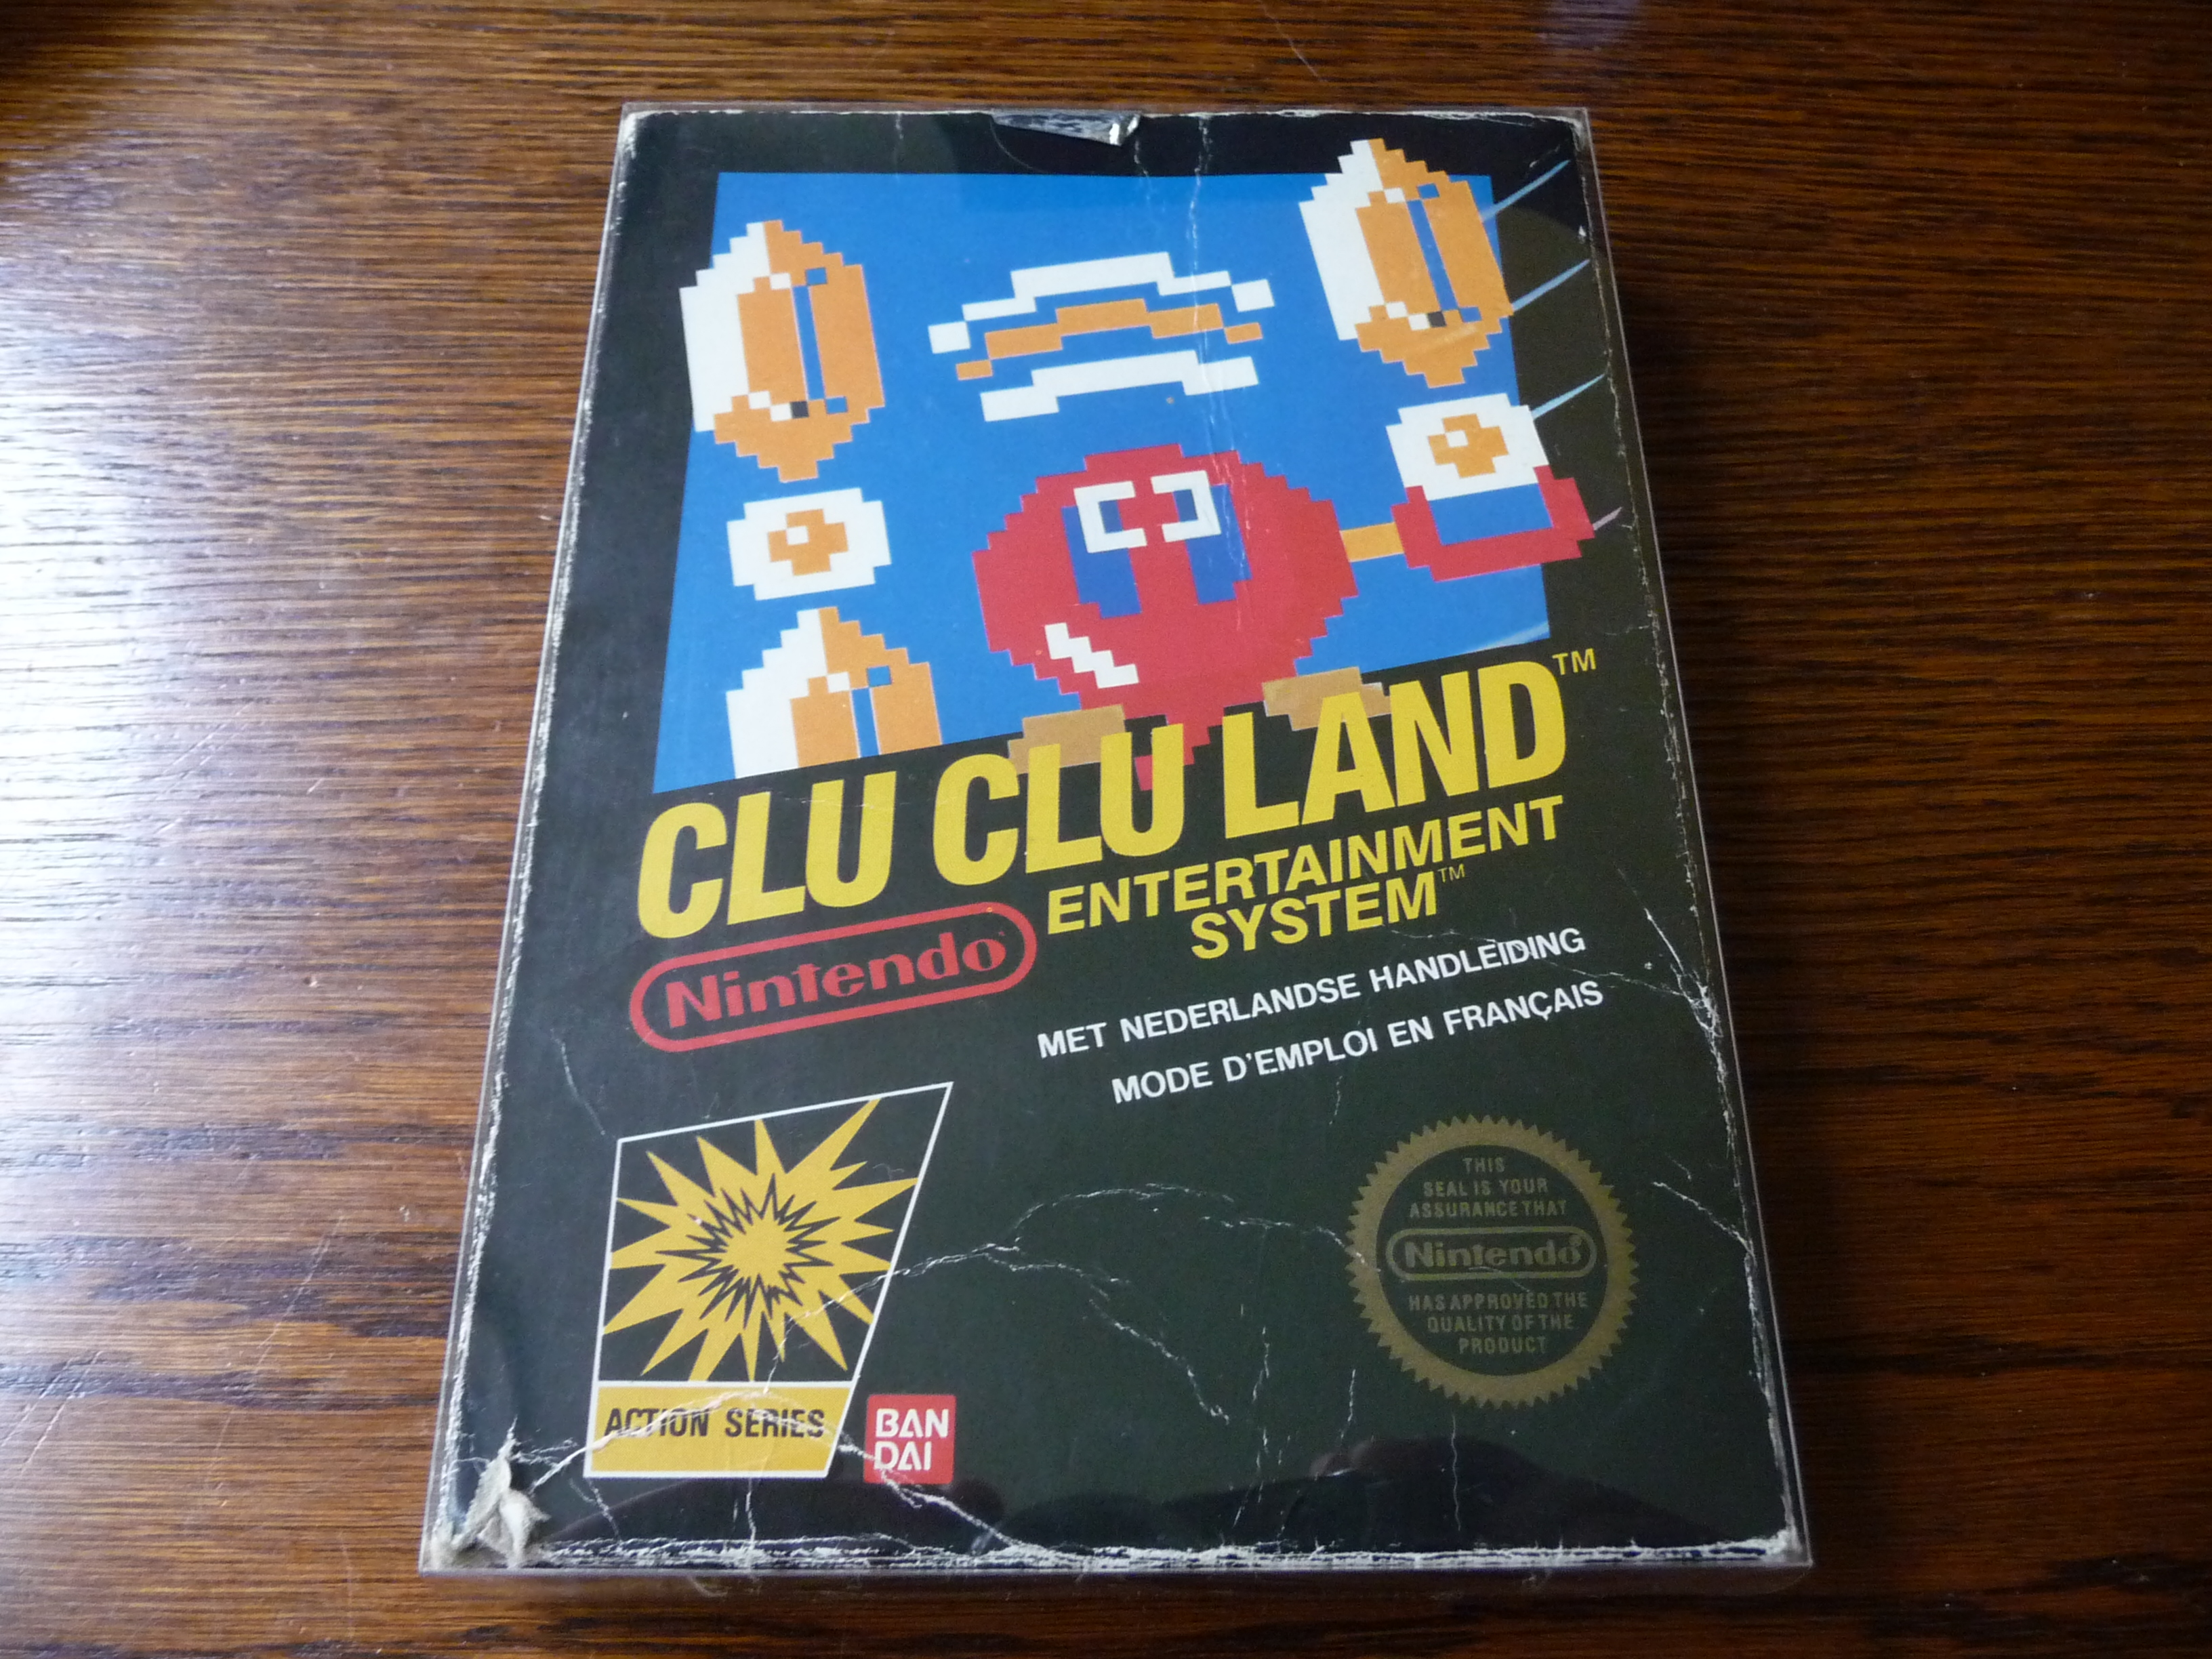 CLU CLU LAND™
Nintendo®
ENTERTAINMENT
SYSTEM™
MET NEDERLANDSE HANDLEIDING
MODE D'EMPLOI EN FRANÇAIS
ACTION SERIES
BAN
DAI
THIS
SEAL IS YOUR
ASSURANCE THAT
Nintendo®
HAS APPROVED THE
QUALITY OF THE
PRODUCT